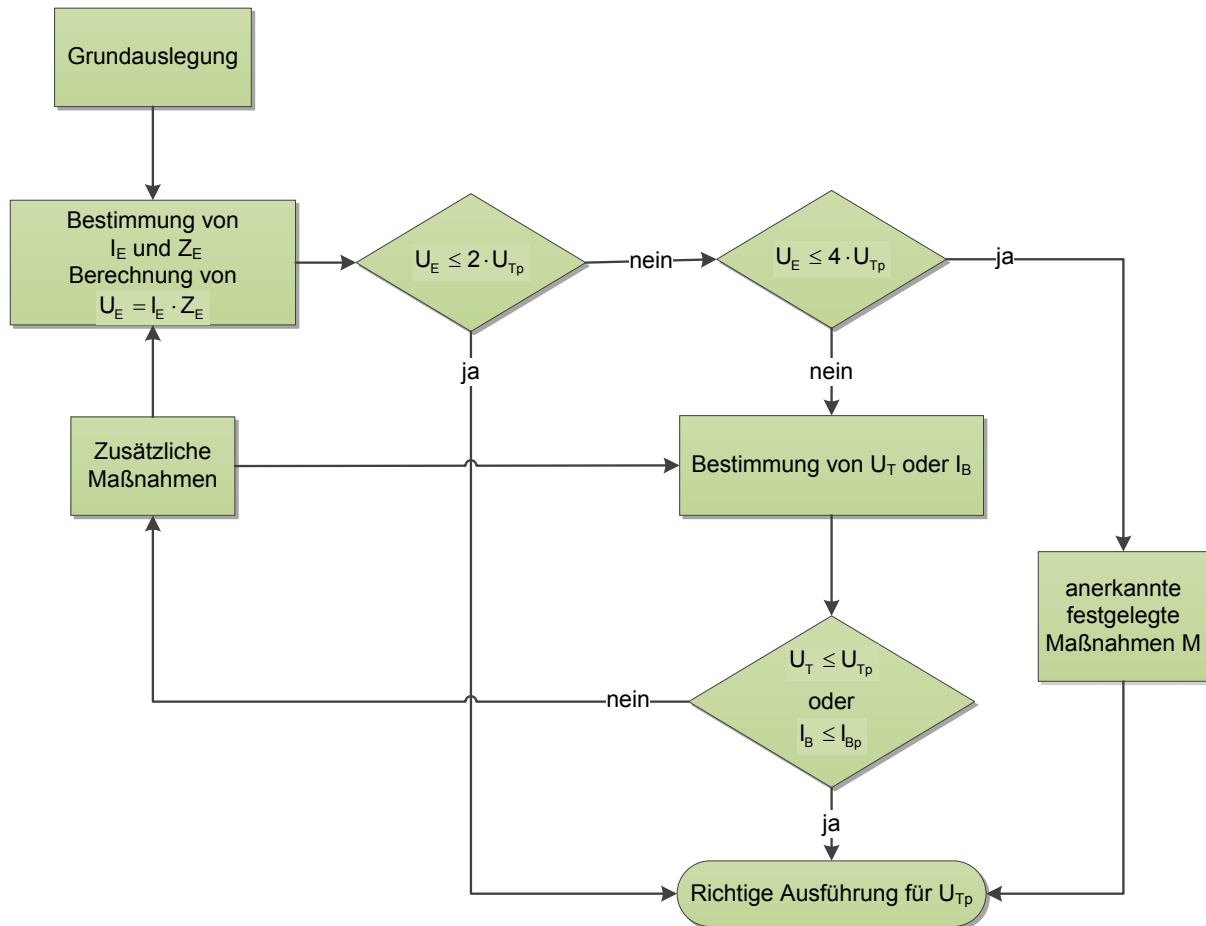 Grundauslegung
Bestimmung von
I_E und Z_E
Berechnung von
U_E = I_E · Z_E
U_E ≤ 2 · U_Tp
nein
U_E ≤ 4 · U_Tp
ja
ja
nein
Zusätzliche
Maßnahmen
Bestimmung von U_T oder I_B
anerkannte
festgelegte
Maßnahmen M
U_T ≤ U_Tp
oder
I_B ≤ I_Bp
nein
ja
Richtige Ausführung für U_Tp